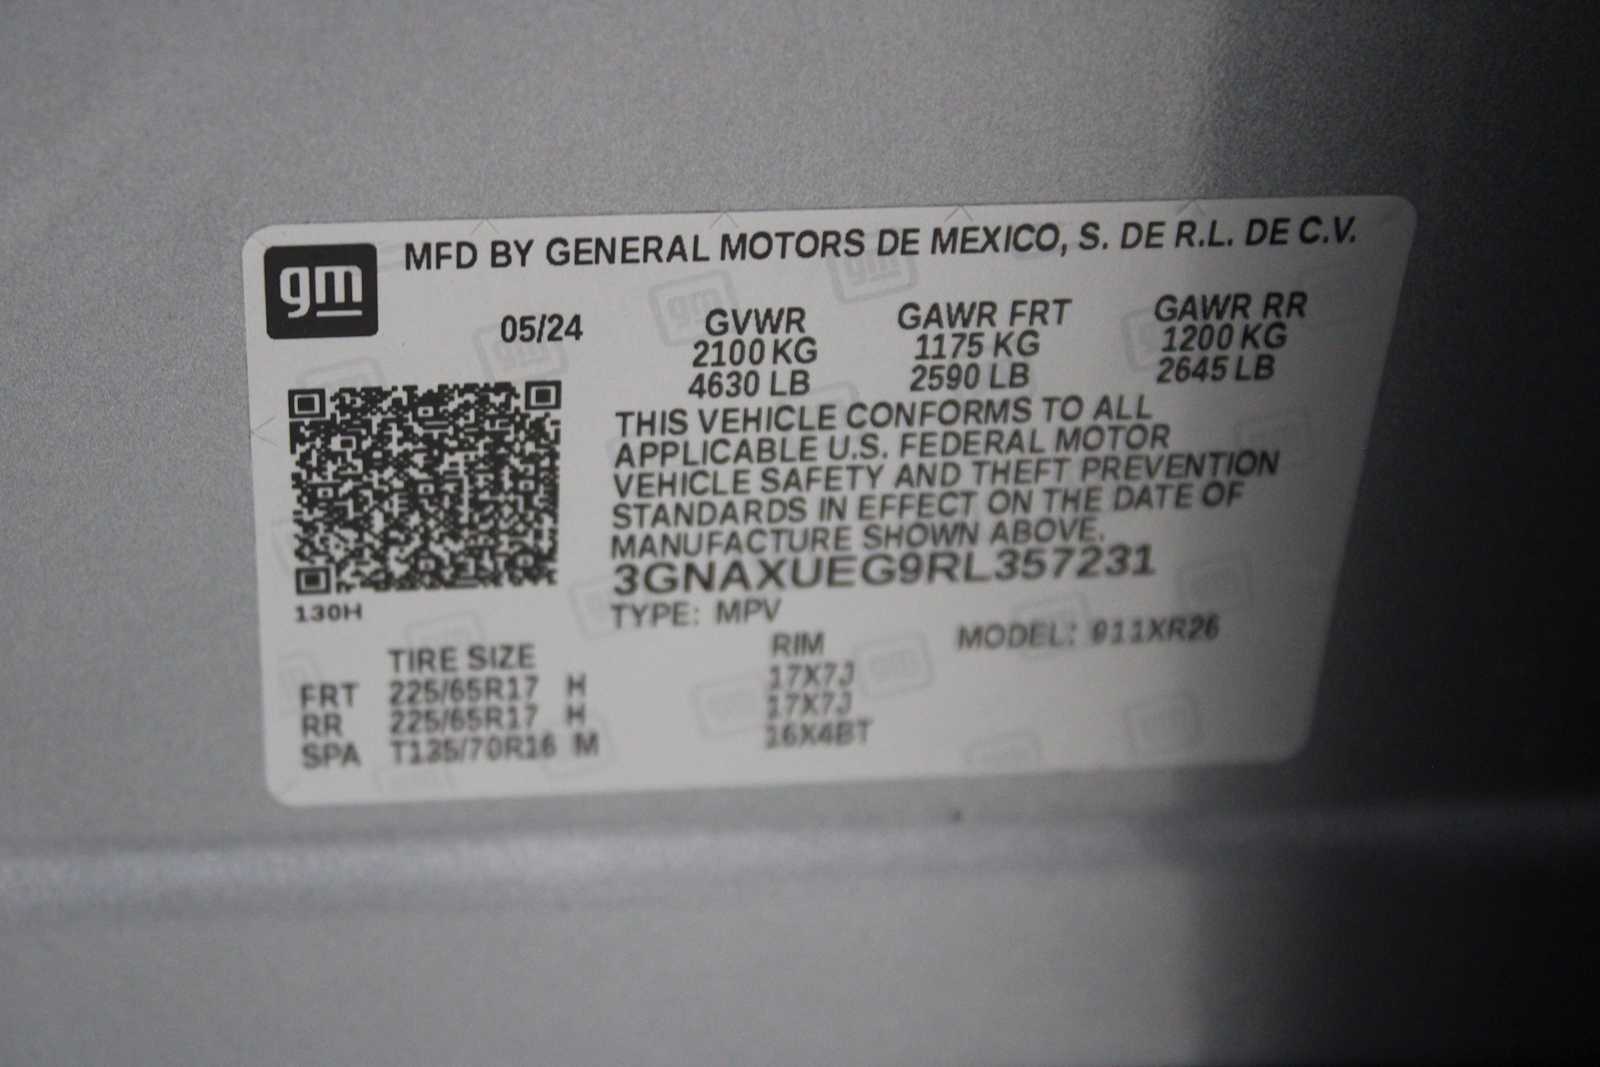 gm MFD BY GENERAL MOTORS DE MEXICO, S. DE R.L. DE C.V.
05/24 GVWR GAWR FRT GAWR RR
2100 KG 1175 KG 1200 KG
4630 LB 2590 LB 2645 LB
THIS VEHICLE CONFORMS TO ALL
APPLICABLE U.S. FEDERAL MOTOR
VEHICLE SAFETY AND THEFT PREVENTION
STANDARDS IN EFFECT ON THE DATE OF
MANUFACTURE SHOWN ABOVE.
3GNAXUEG9RL357231
130H
TYPE: MPV
MODEL: 911XR26
TIRE SIZE RIM
FRT 225/65R17 H 17X7J
RR 225/65R17 H 17X7J
SPA T135/70R16 M 16X4BT